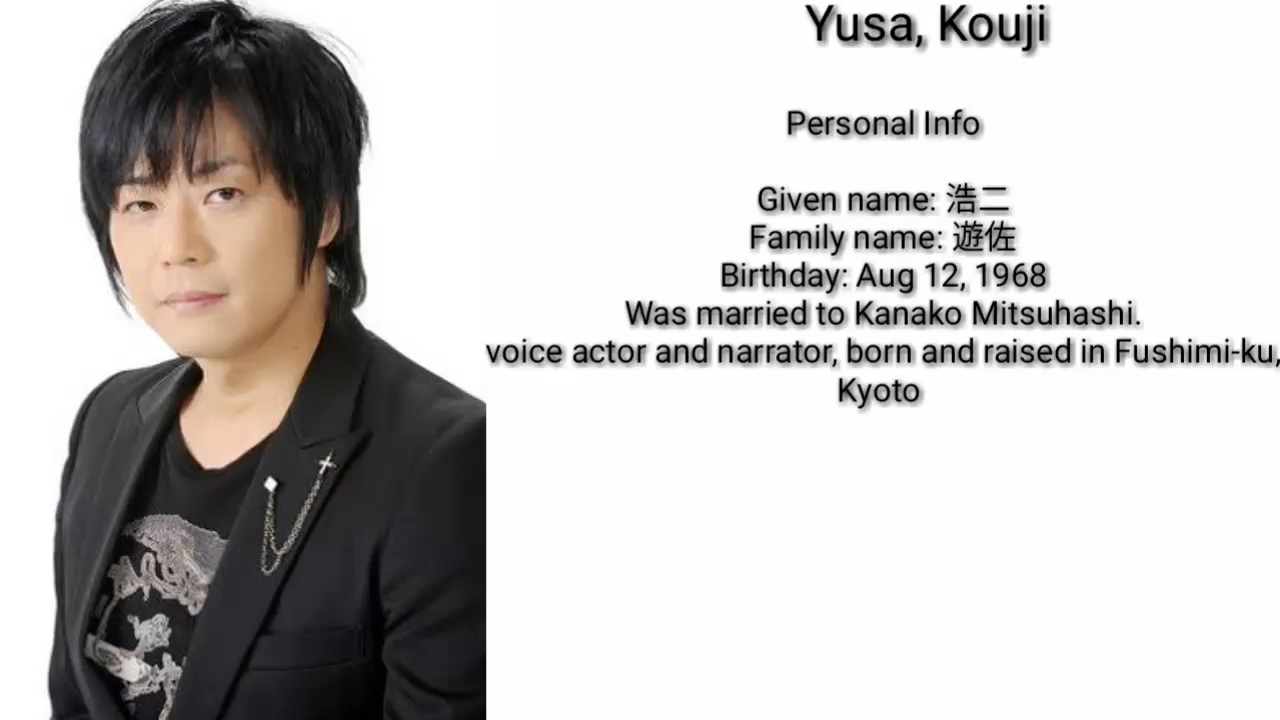 Yusa, Kouji
Personal Info
Given name: 浩二
Family name: 遊佐
Birthday: Aug 12, 1968
Was married to Kanako Mitsuhashi.
voice actor and narrator, born and raised in Fushimi-ku,
Kyoto